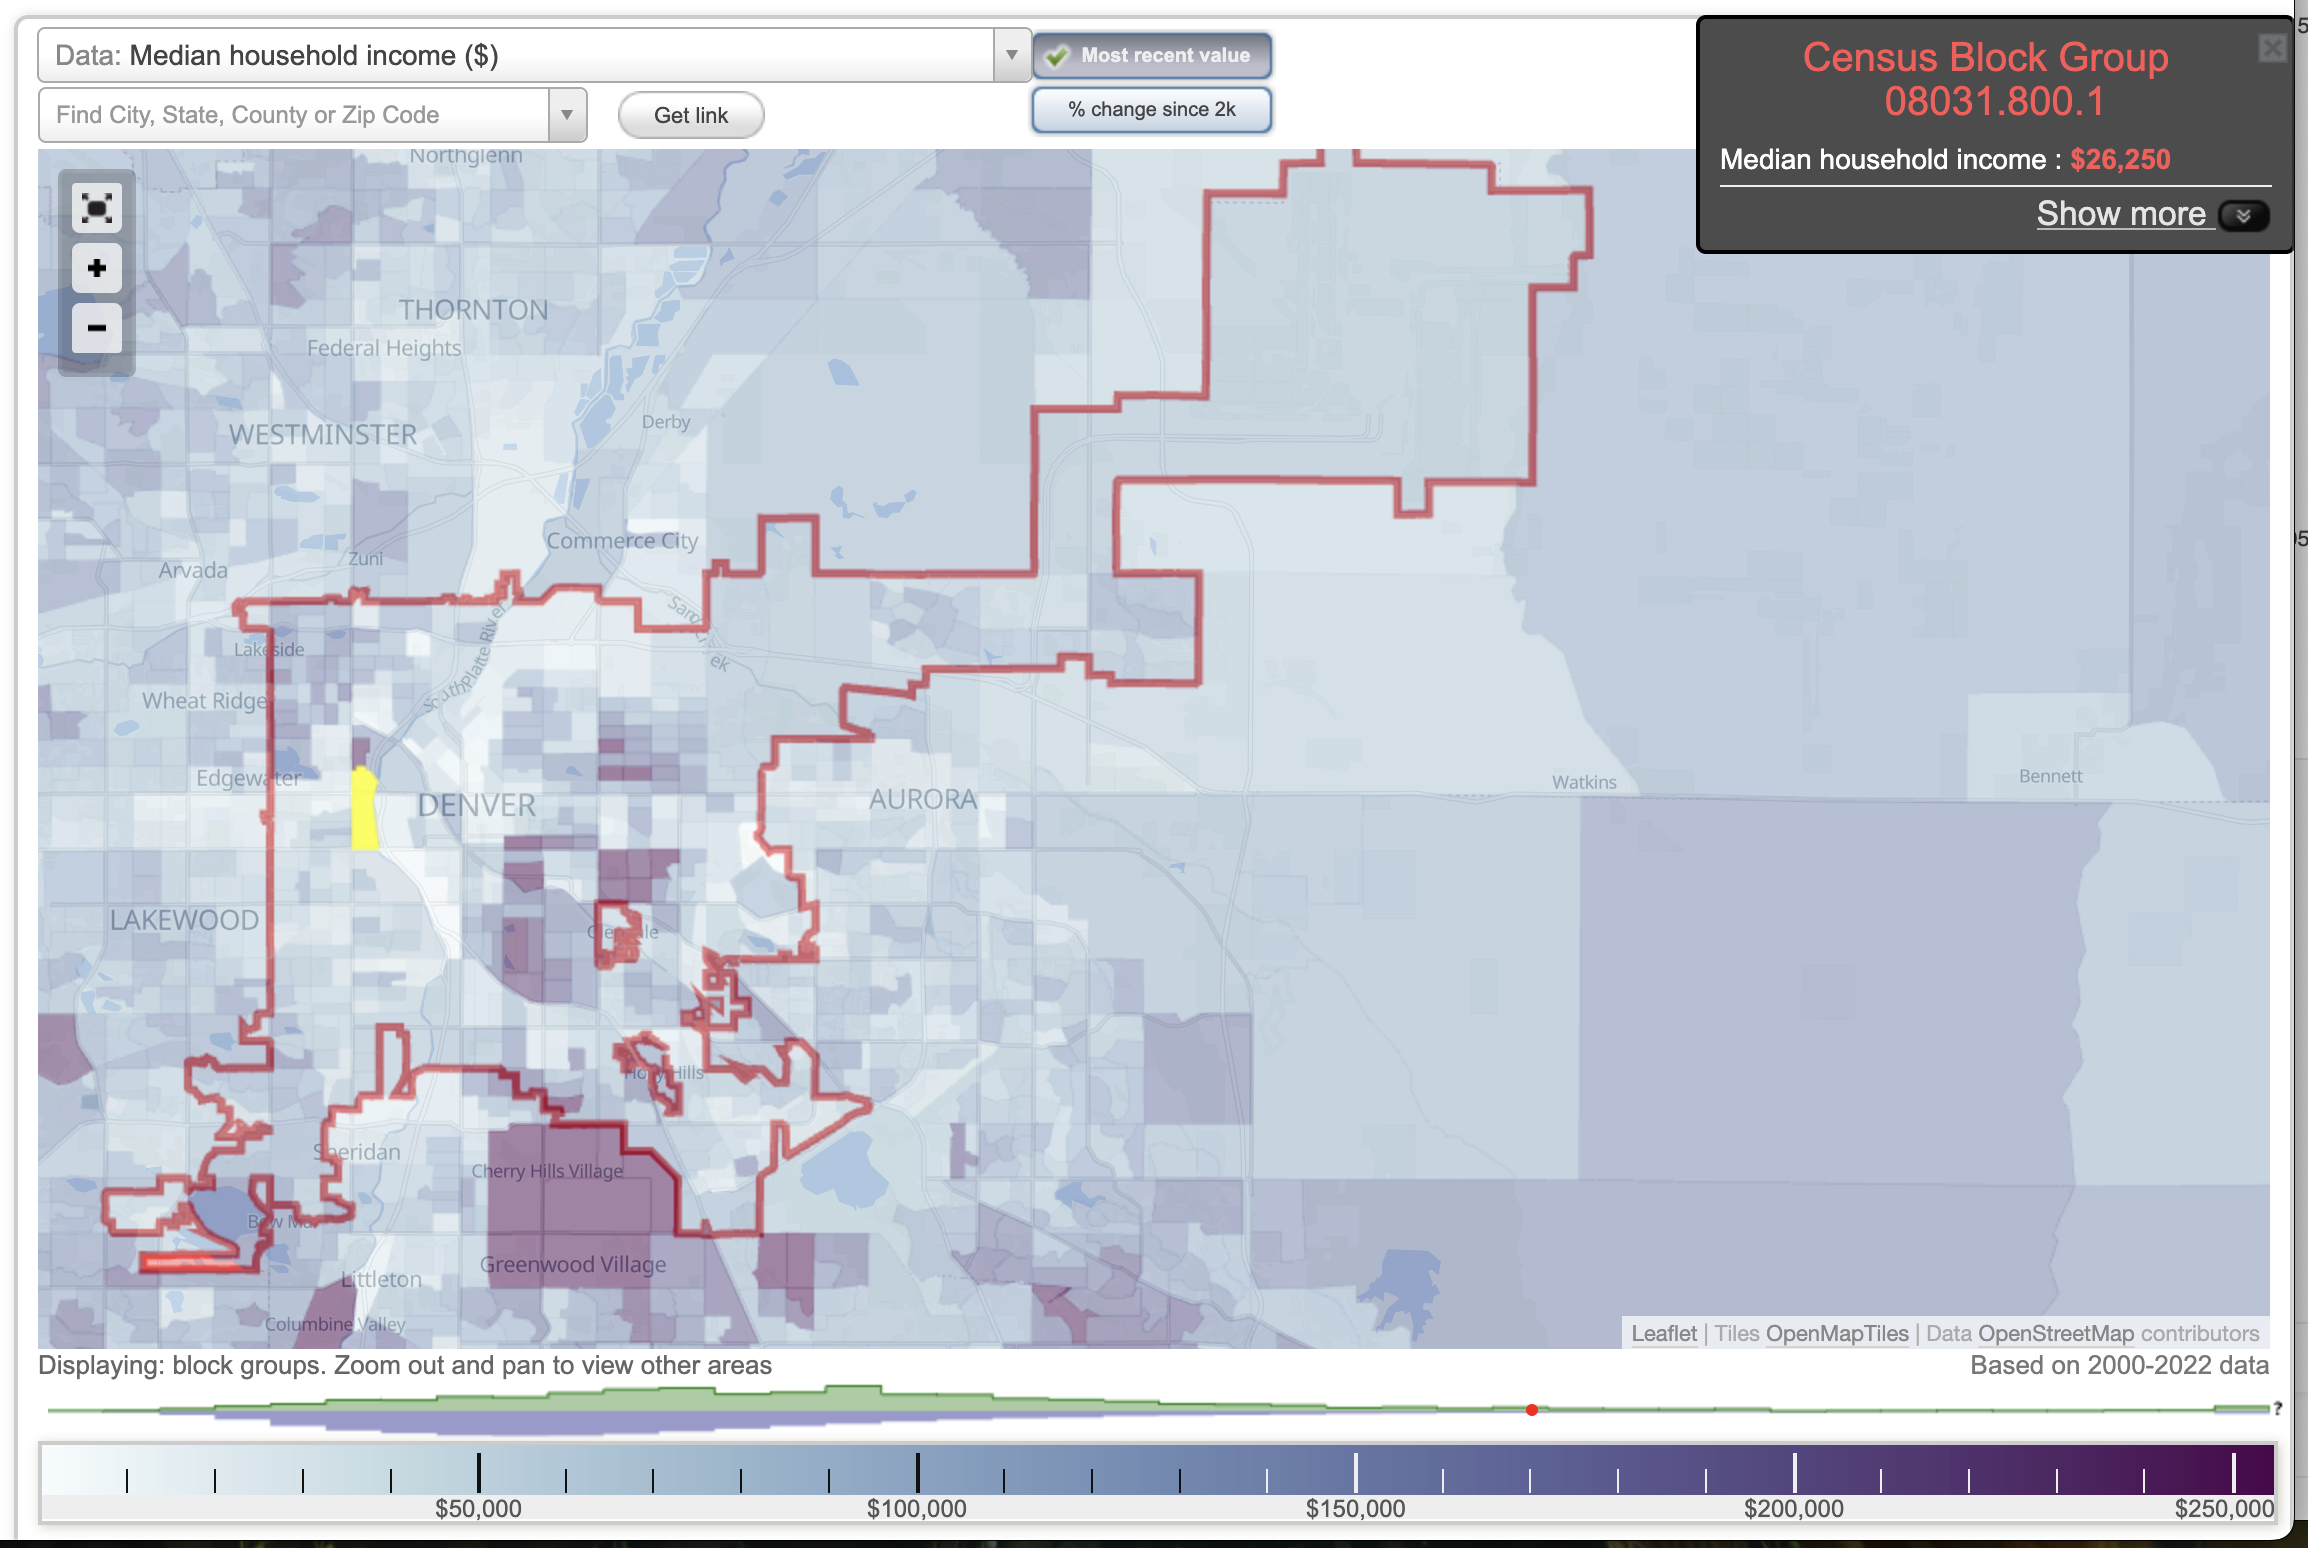 Data: Median household income ($)
Most recent value
Find City, State, County or Zip Code
Get link
% change since 2k
Census Block Group
08031.800.1
Median household income : $26,250
Show more
Northglenn
THORNTON
Federal Heights
Derby
WESTMINSTER
Commerce City
Zuni
Arvada
South Platte River
Sand Creek
Lakeside
Wheat Ridge
Edgewater
DENVER
AURORA
Watkins
Bennett
LAKEWOOD
Glendale
Holly Hills
Sheridan
Cherry Hills Village
Bow Mar
Greenwood Village
Littleton
Columbine Valley
Leaflet | Tiles OpenMapTiles | Data OpenStreetMap contributors
Displaying: block groups. Zoom out and pan to view other areas
Based on 2000-2022 data
?
$50,000
$100,000
$150,000
$200,000
$250,000